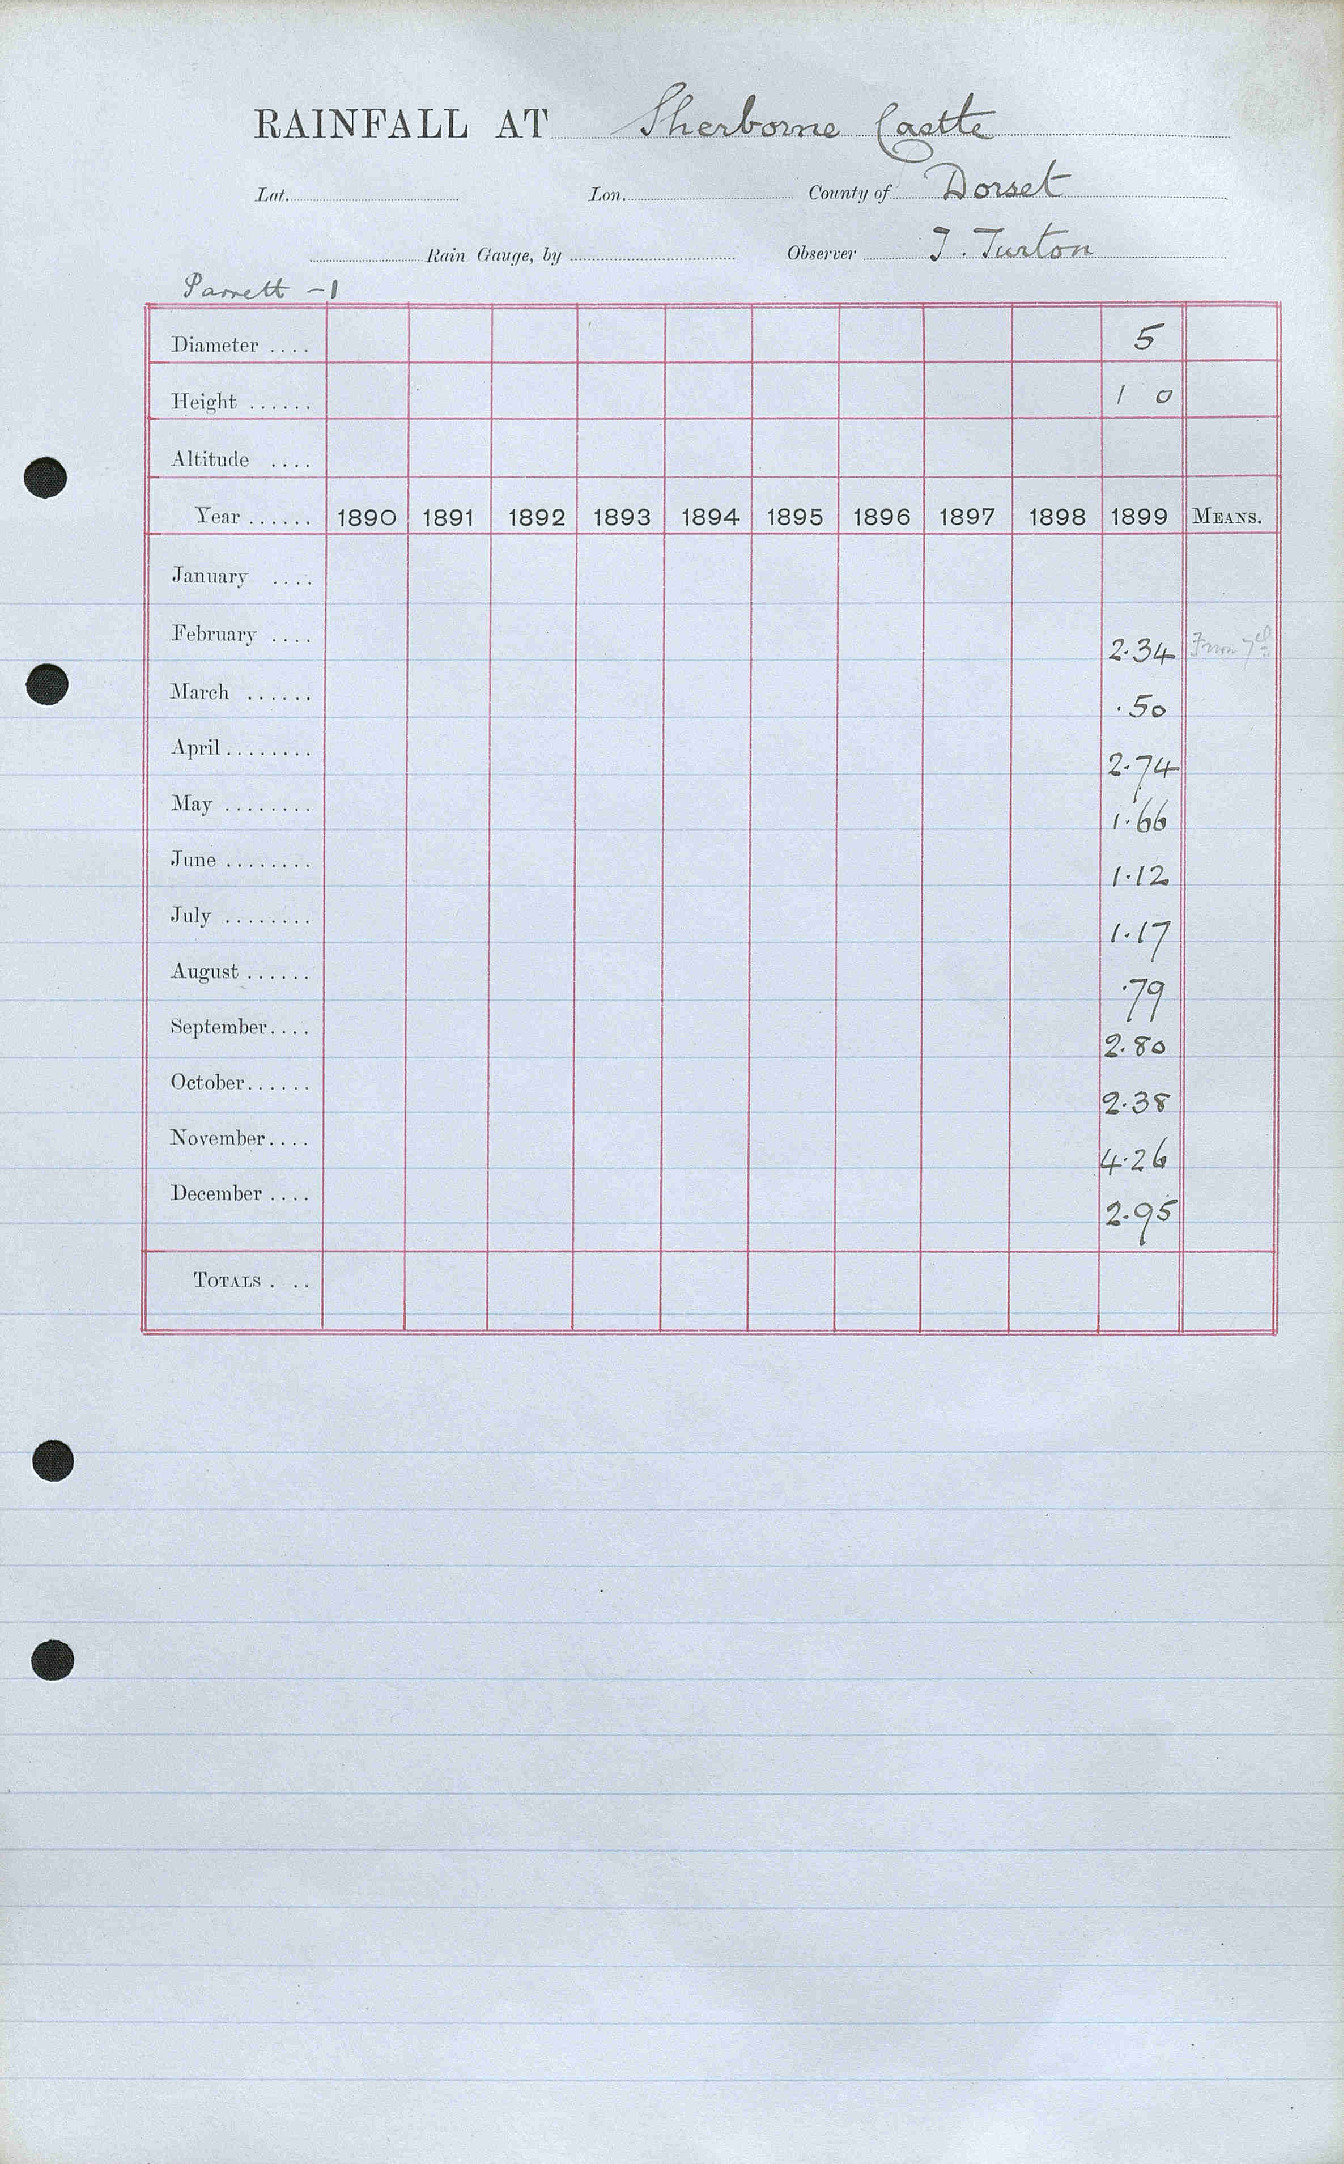 RAINFALL AT Sherborne Castle
Lat. Lon. County of Dorset
Rain Gauge, by Observer T. Turton
Parrett -1
Diameter .... 5
Height ...... 1 0
Altitude ....
Year ...... 1890 1891 1892 1893 1894 1895 1896 1897 1898 1899 MEANS.
January ....
February .... 2.34 From 7th
March ...... .50
April ........ 2.74
May ........ 1.66
June ........ 1.12
July ........ 1.17
August ...... .79
September.... 2.80
October...... 2.38
November.... 4.26
December .... 2.95
TOTALS . ..